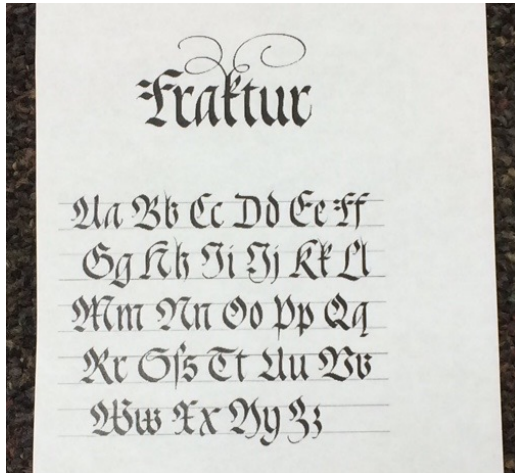 Fraktur
Aa Bb Cc Dd Ee Ff
Gg Hh Ii Jj Kk Ll
Mm Nn Oo Pp Qq
Rr Sſs Tt Uu Vv
Ww Xx Yy Zz